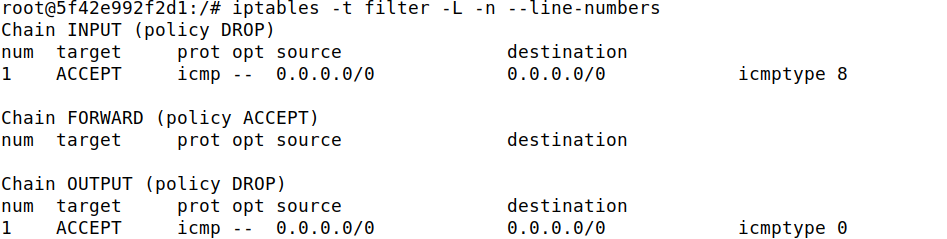 root@5f42e992f2d1:/# iptables -t filter -L -n --line-numbers
Chain INPUT (policy DROP)
num  target     prot opt source               destination
1    ACCEPT     icmp --  0.0.0.0/0            0.0.0.0/0            icmptype 8

Chain FORWARD (policy ACCEPT)
num  target     prot opt source               destination

Chain OUTPUT (policy DROP)
num  target     prot opt source               destination
1    ACCEPT     icmp --  0.0.0.0/0            0.0.0.0/0            icmptype 0